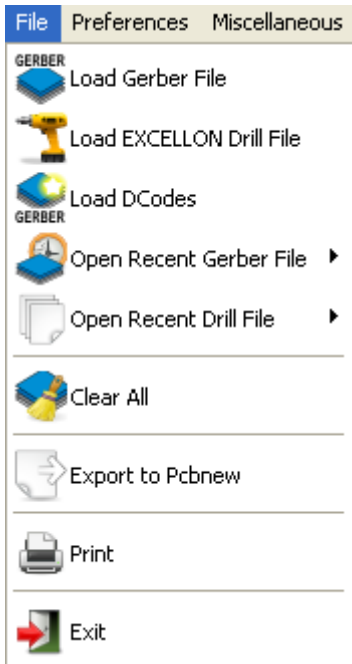 File Preferences Miscellaneous
GERBER
Load Gerber File
Load EXCELLON Drill File
Load DCodes
GERBER
Open Recent Gerber File
Open Recent Drill File
Clear All
Export to Pcbnew
Print
Exit